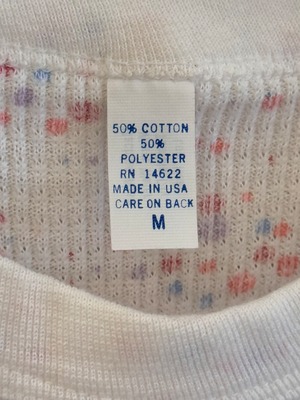 50% COTTON
50%
POLYESTER
RN 14622
MADE IN USA
CARE ON BACK
M